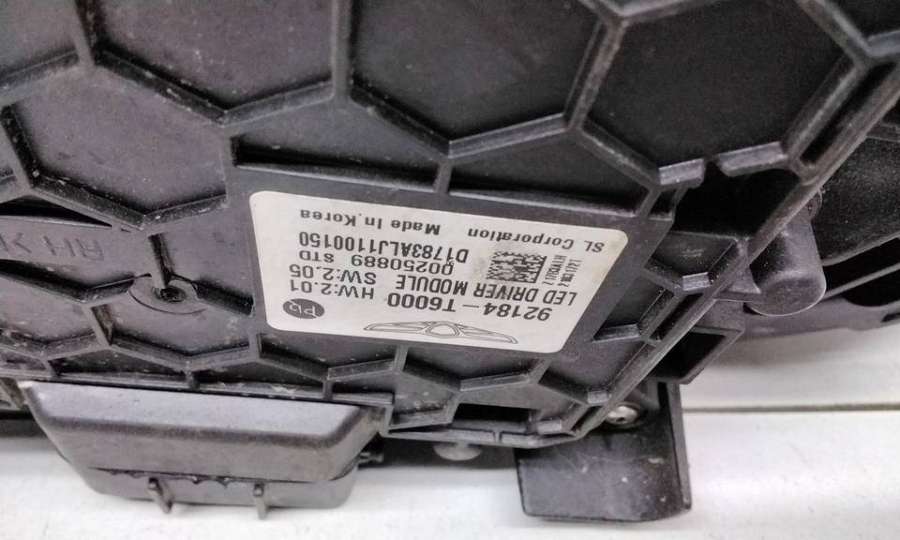 92184-T6000 HW:2.01
LED DRIVER MODULE SW:2.05
00250889 STD
D1783ALJ1100150
SL Corporation Made In.Korea